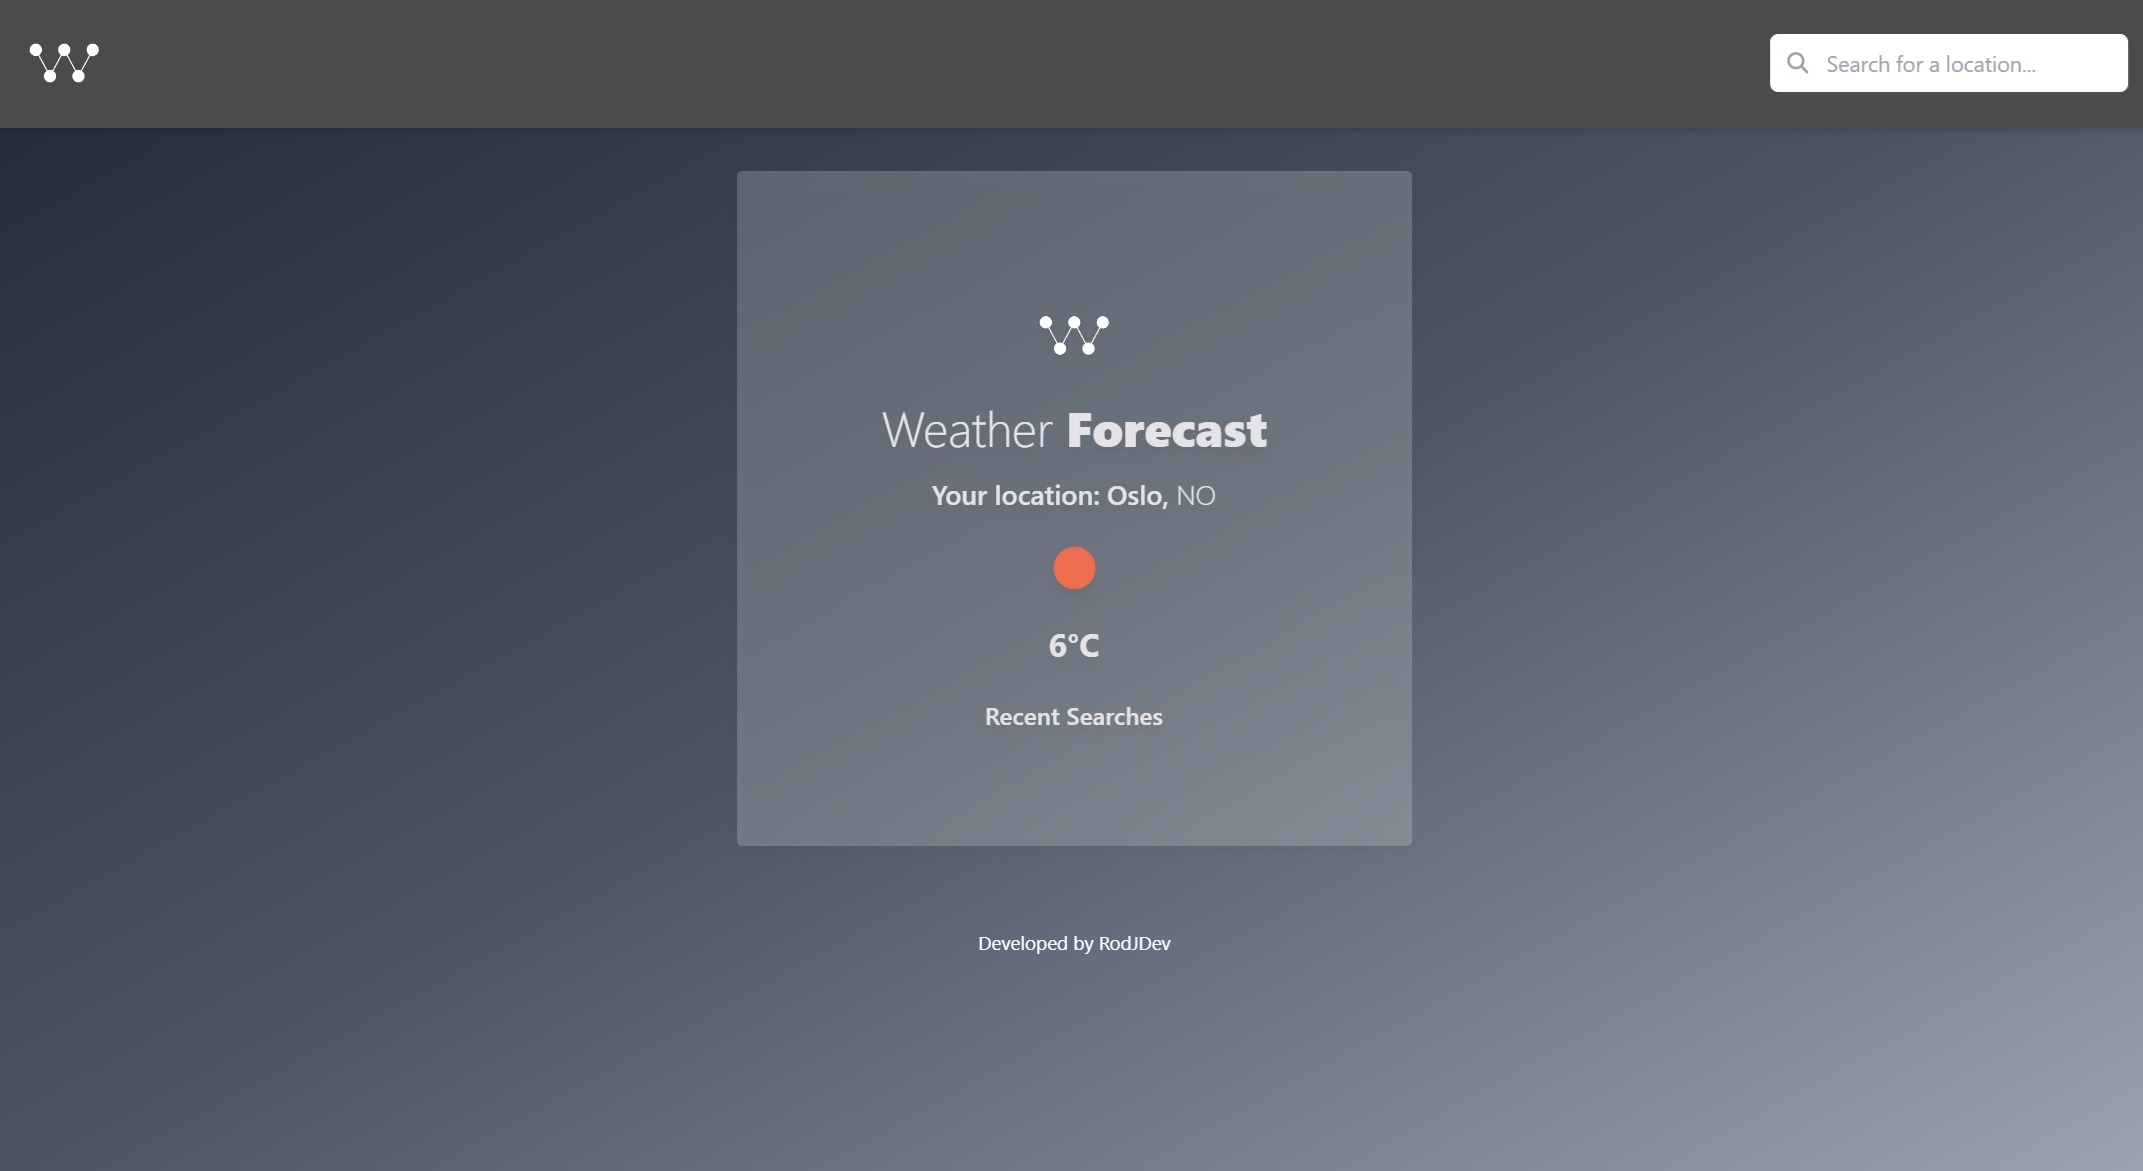 Search for a location...
Weather Forecast
Your location: Oslo, NO
6°C
Recent Searches
Developed by RodJDev